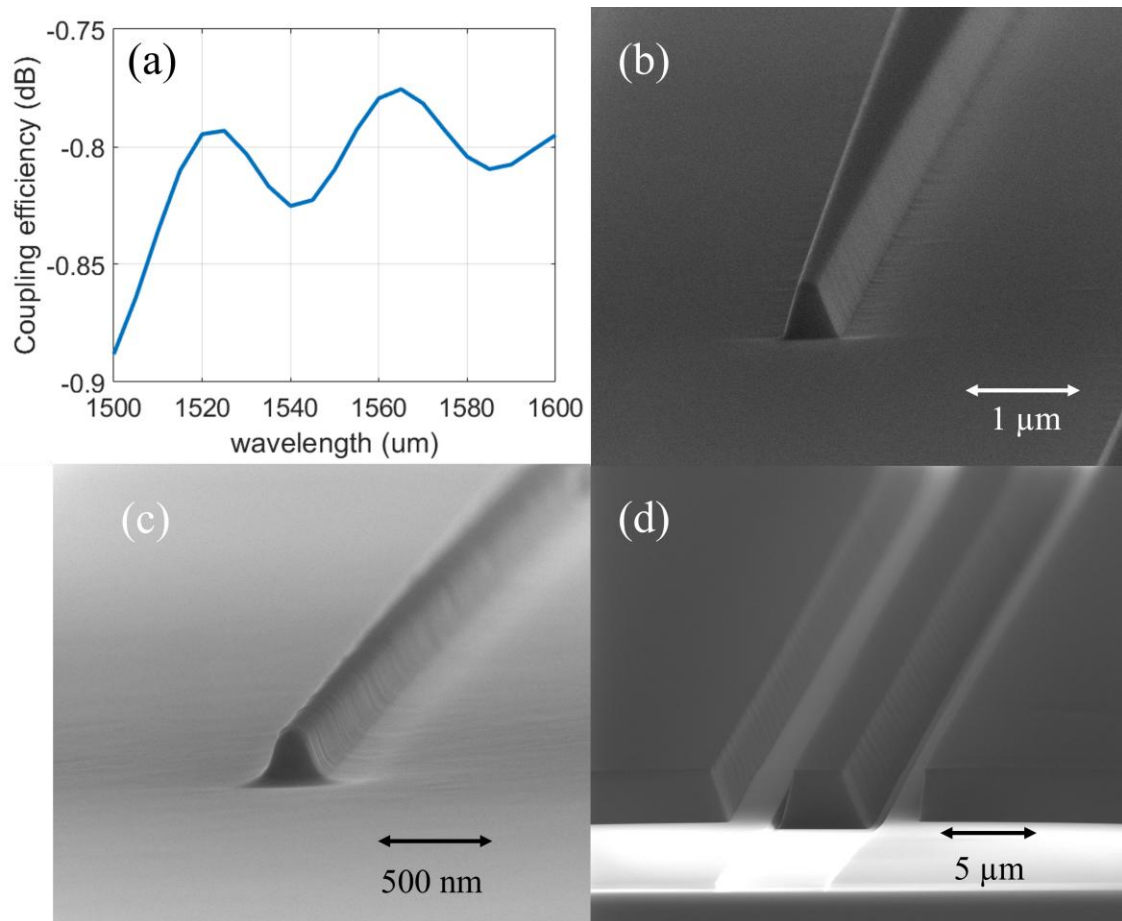 (a)
-0.75
-0.8
-0.85
-0.9
Coupling efficiency (dB)
1500 1520 1540 1560 1580 1600
wavelength (um)
(b)
1 µm
(c)
500 nm
(d)
5 µm